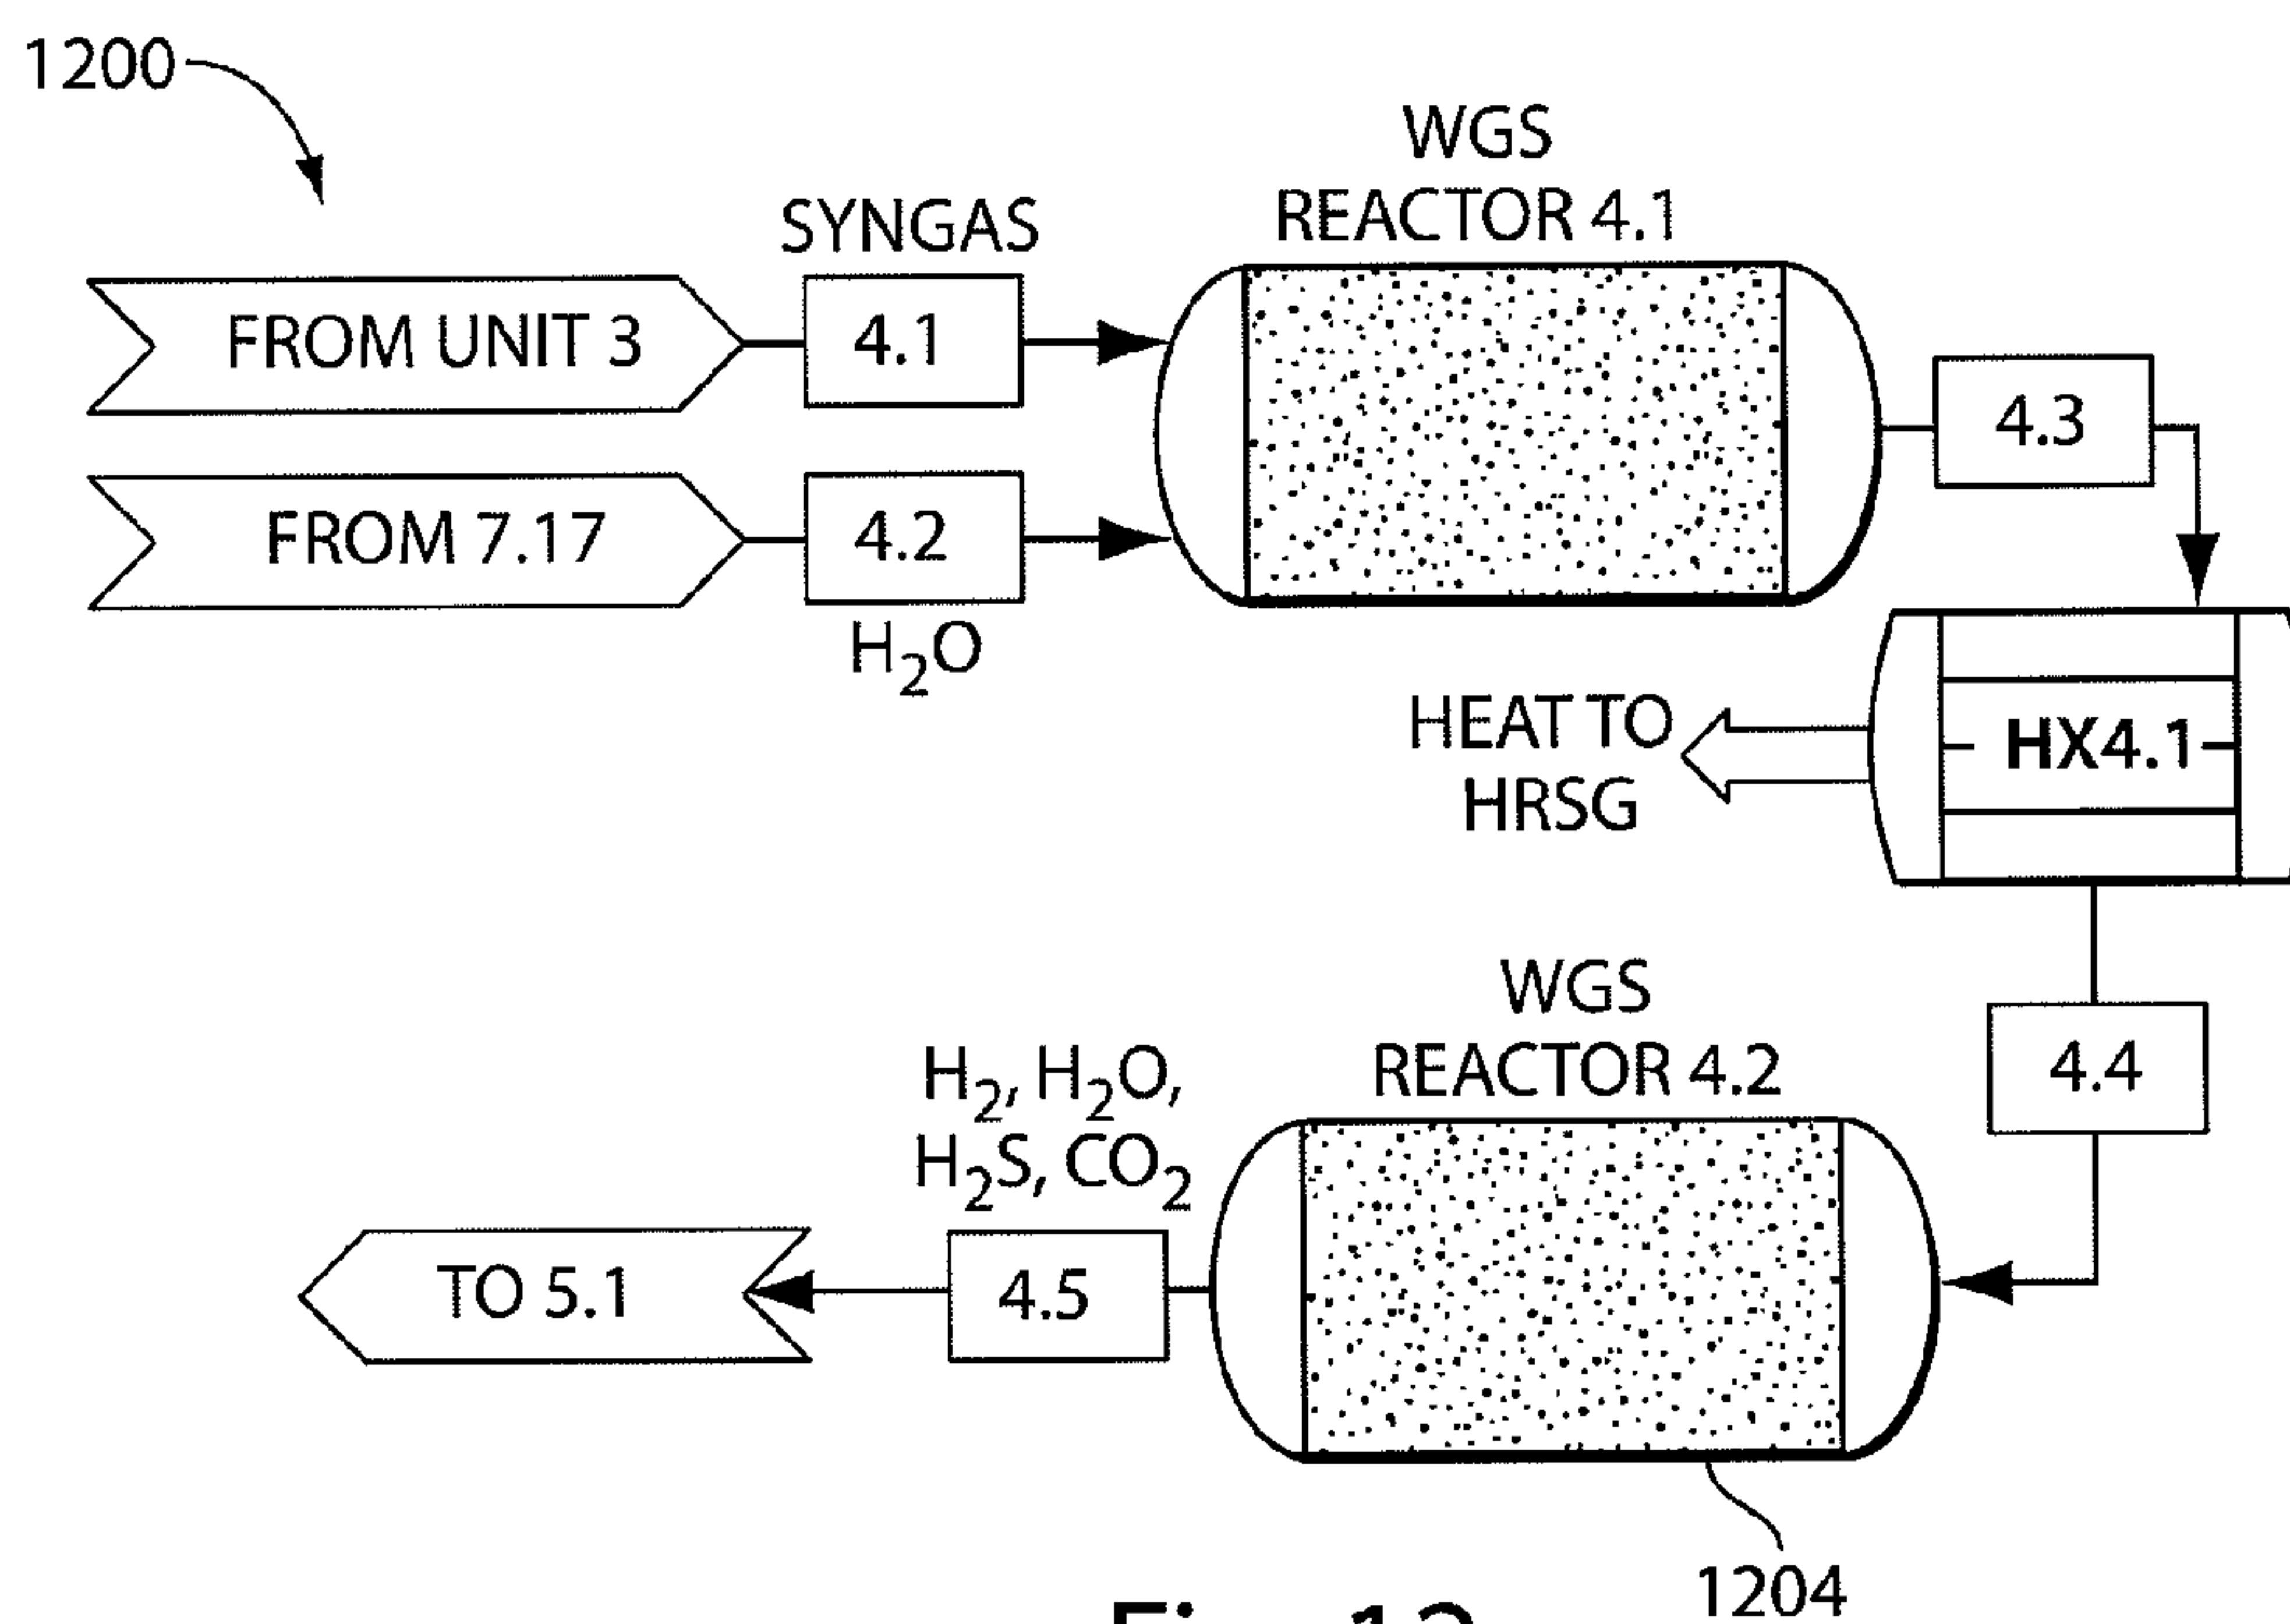 1200
WGS
REACTOR 4.1
SYNGAS
FROM UNIT 3
4.1
4.3
FROM 7.17
4.2
H2O
HEAT TO
HRSG
HX4.1
WGS
REACTOR 4.2
4.4
H2, H2O,
H2S, CO2
TO 5.1
4.5
1204